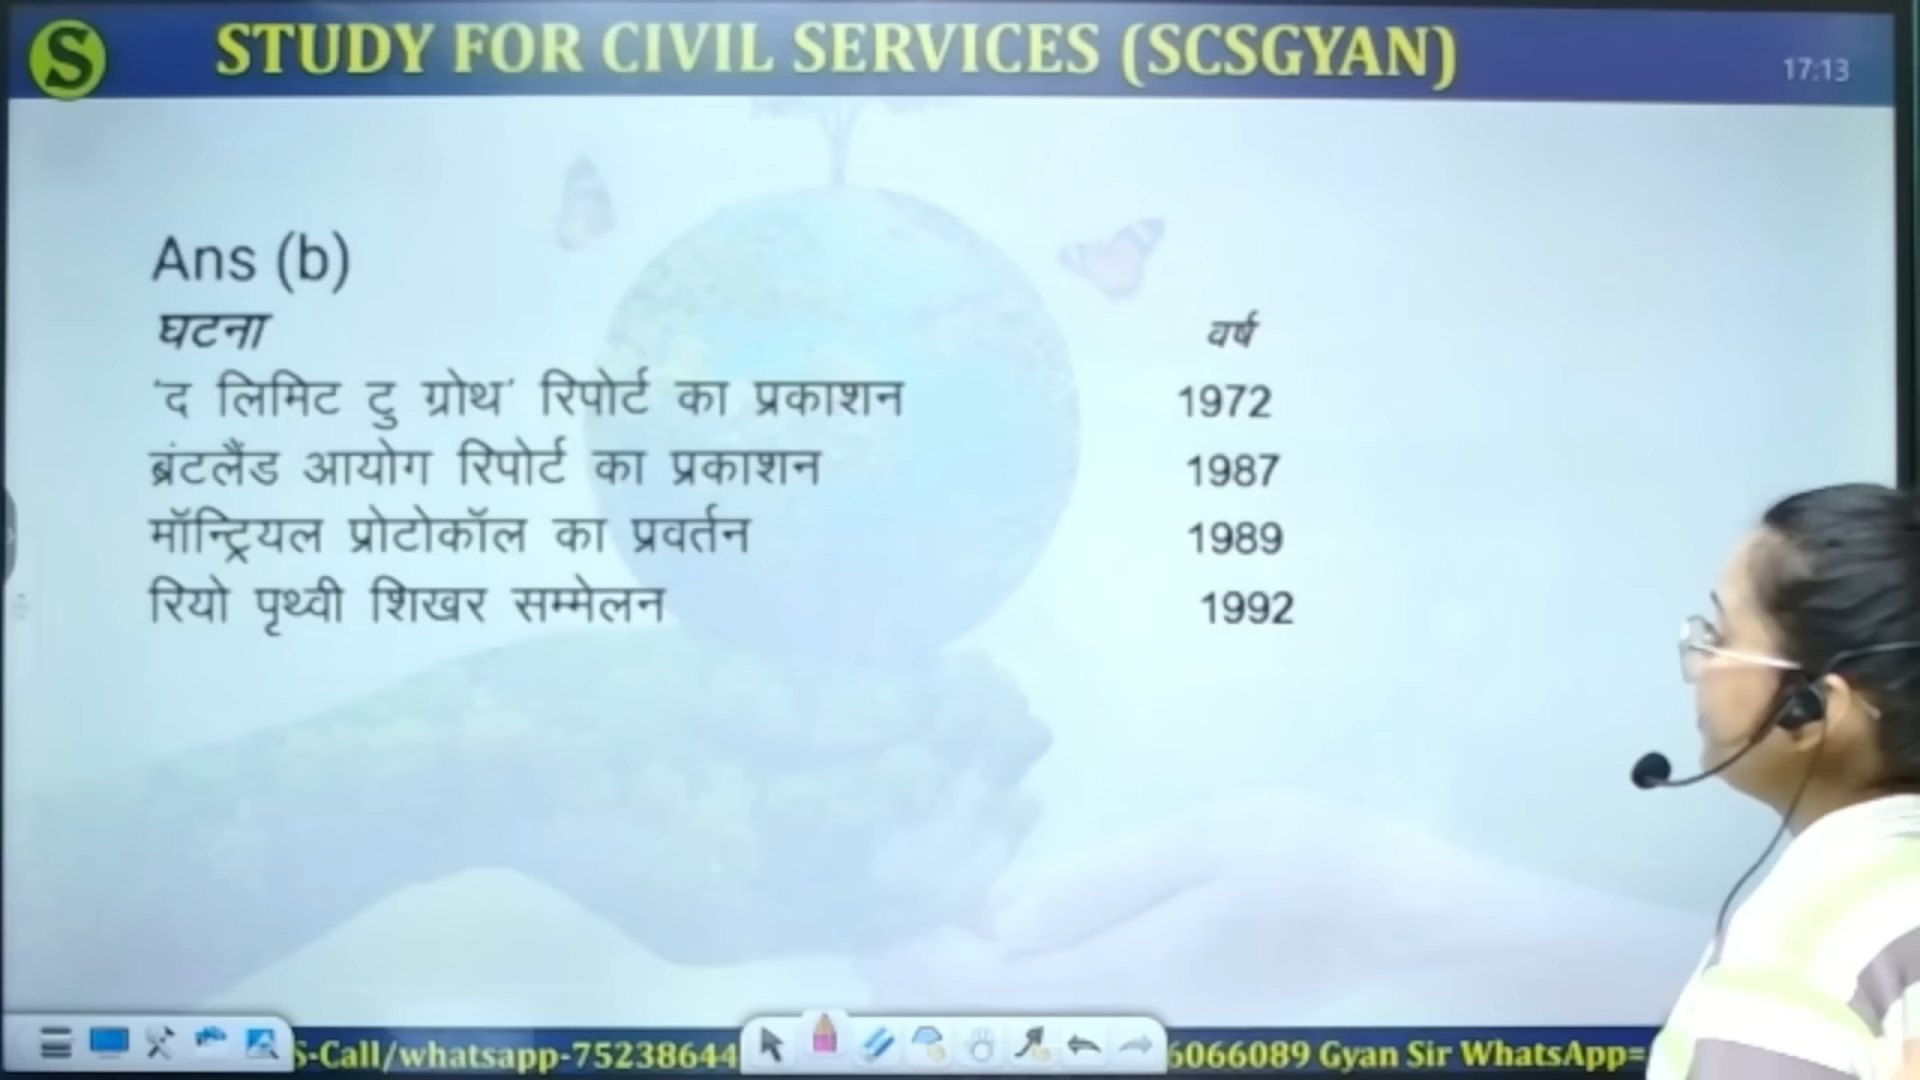 S STUDY FOR CIVIL SERVICES (SCSGYAN) 17:13
Ans (b)
घटना वर्ष
'द लिमिट टु ग्रोथ' रिपोर्ट का प्रकाशन 1972
ब्रंटलैंड आयोग रिपोर्ट का प्रकाशन 1987
मॉन्ट्रियल प्रोटोकॉल का प्रवर्तन 1989
रियो पृथ्वी शिखर सम्मेलन 1992
S-Call/whatsapp-75238644 6066089 Gyan Sir WhatsApp=